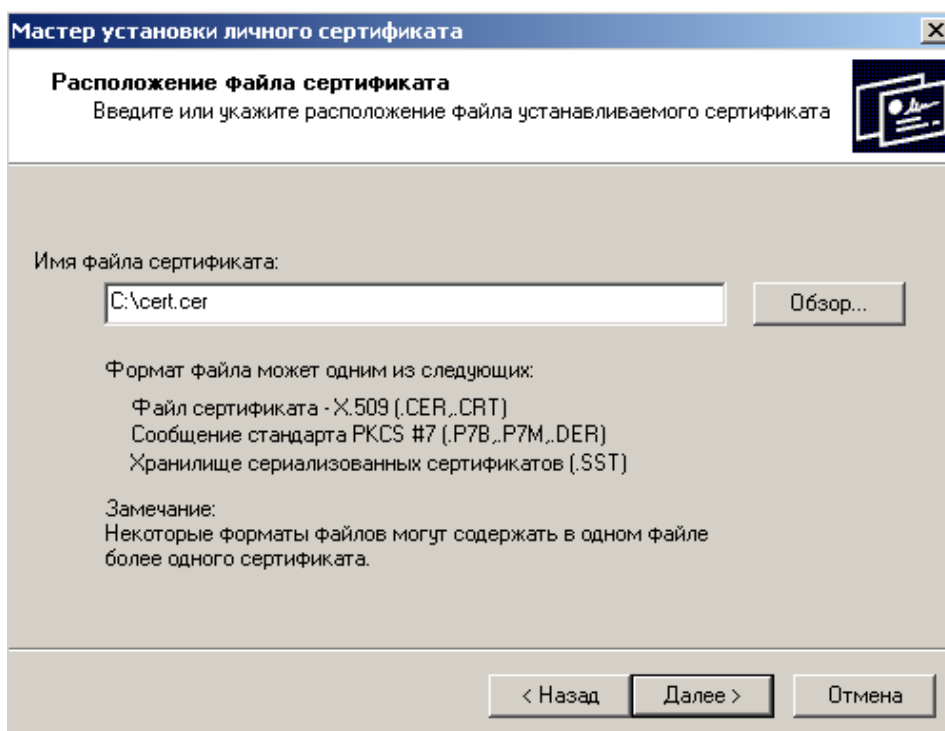 Мастер установки личного сертификата
Расположение файла сертификата
Введите или укажите расположение файла устанавливаемого сертификата
Имя файла сертификата:
C:\cert.cer
Обзор...
Формат файла может одним из следующих:
Файл сертификата - X.509 (.CER,.CRT)
Сообщение стандарта PKCS #7 (.P7B,.P7M,.DER)
Хранилище сериализованных сертификатов (.SST)
Замечание:
Некоторые форматы файлов могут содержать в одном файле
более одного сертификата.
< Назад
Далее >
Отмена